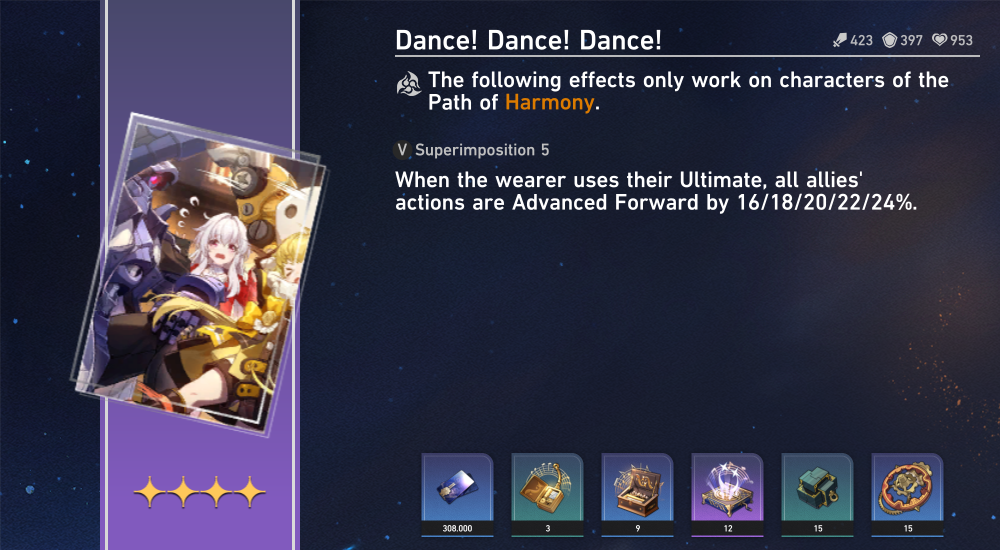 Dance! Dance! Dance!
423 397 953
The following effects only work on characters of the
Path of Harmony.
V Superimposition 5
When the wearer uses their Ultimate, all allies'
actions are Advanced Forward by 16/18/20/22/24%.
308.000 3 9 12 15 15